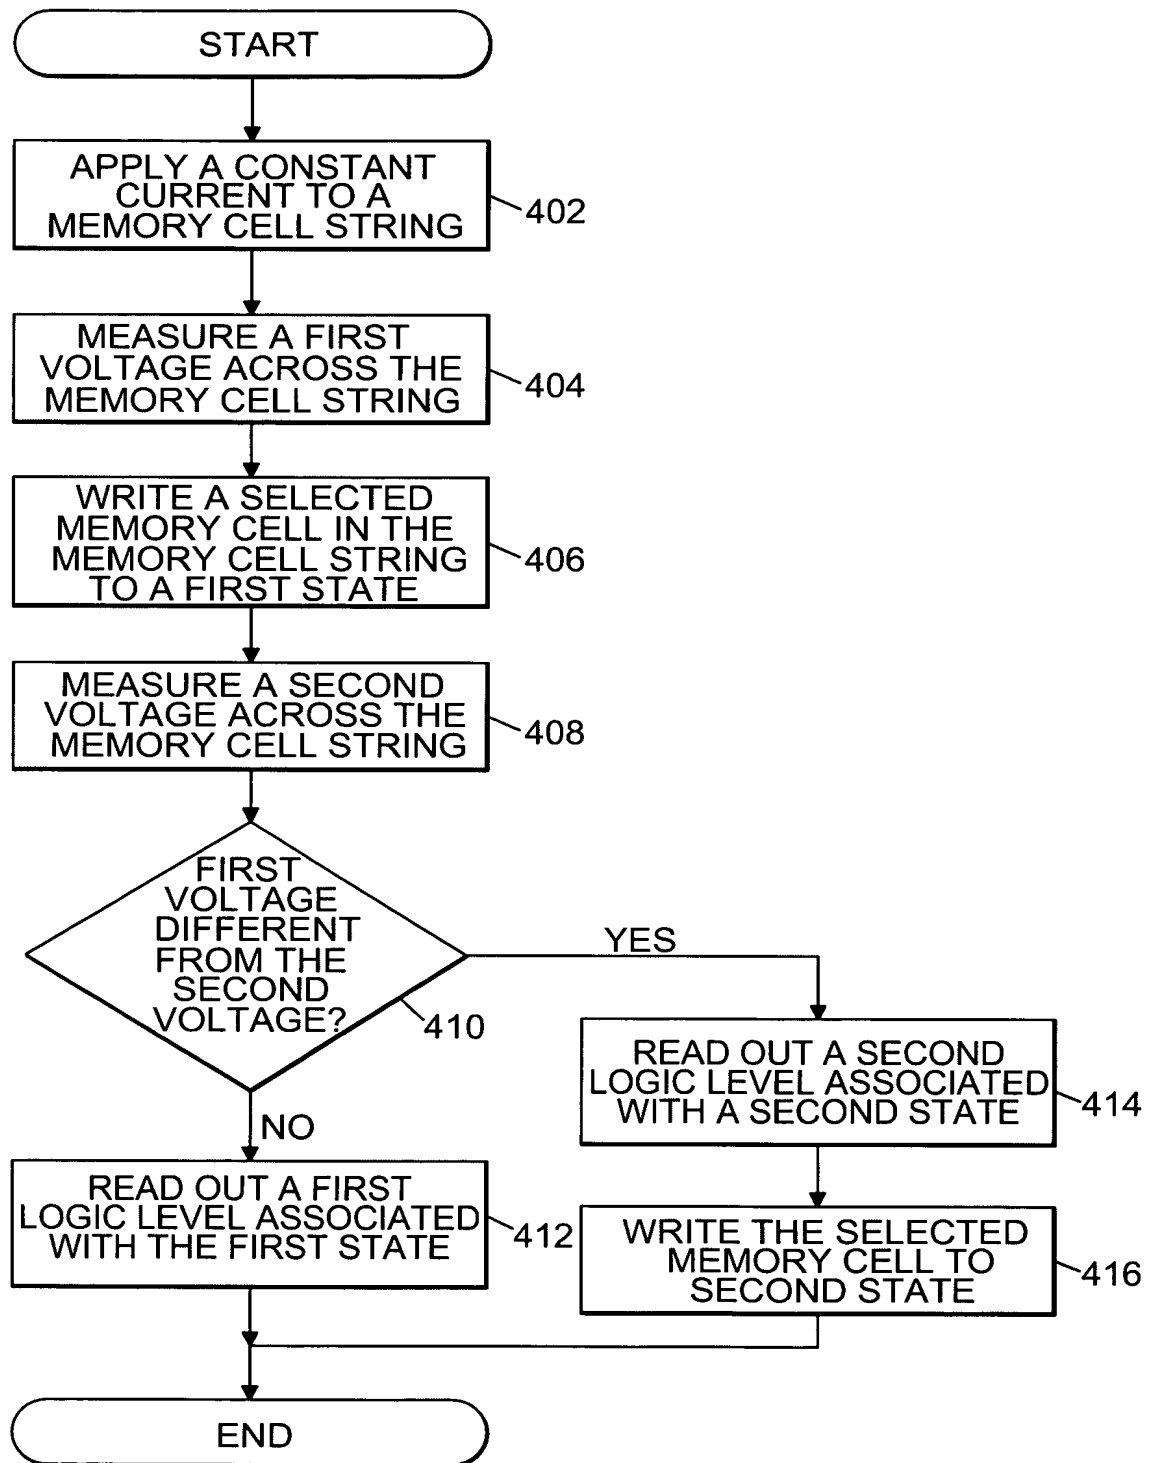 START
APPLY A CONSTANT
CURRENT TO A
MEMORY CELL STRING
402
MEASURE A FIRST
VOLTAGE ACROSS THE
MEMORY CELL STRING
404
WRITE A SELECTED
MEMORY CELL IN THE
MEMORY CELL STRING
TO A FIRST STATE
406
MEASURE A SECOND
VOLTAGE ACROSS THE
MEMORY CELL STRING
408
FIRST
VOLTAGE
DIFFERENT
FROM THE
SECOND
VOLTAGE?
410
YES
NO
READ OUT A SECOND
LOGIC LEVEL ASSOCIATED
WITH A SECOND STATE
414
READ OUT A FIRST
LOGIC LEVEL ASSOCIATED
WITH THE FIRST STATE
412
WRITE THE SELECTED
MEMORY CELL TO
SECOND STATE
416
END